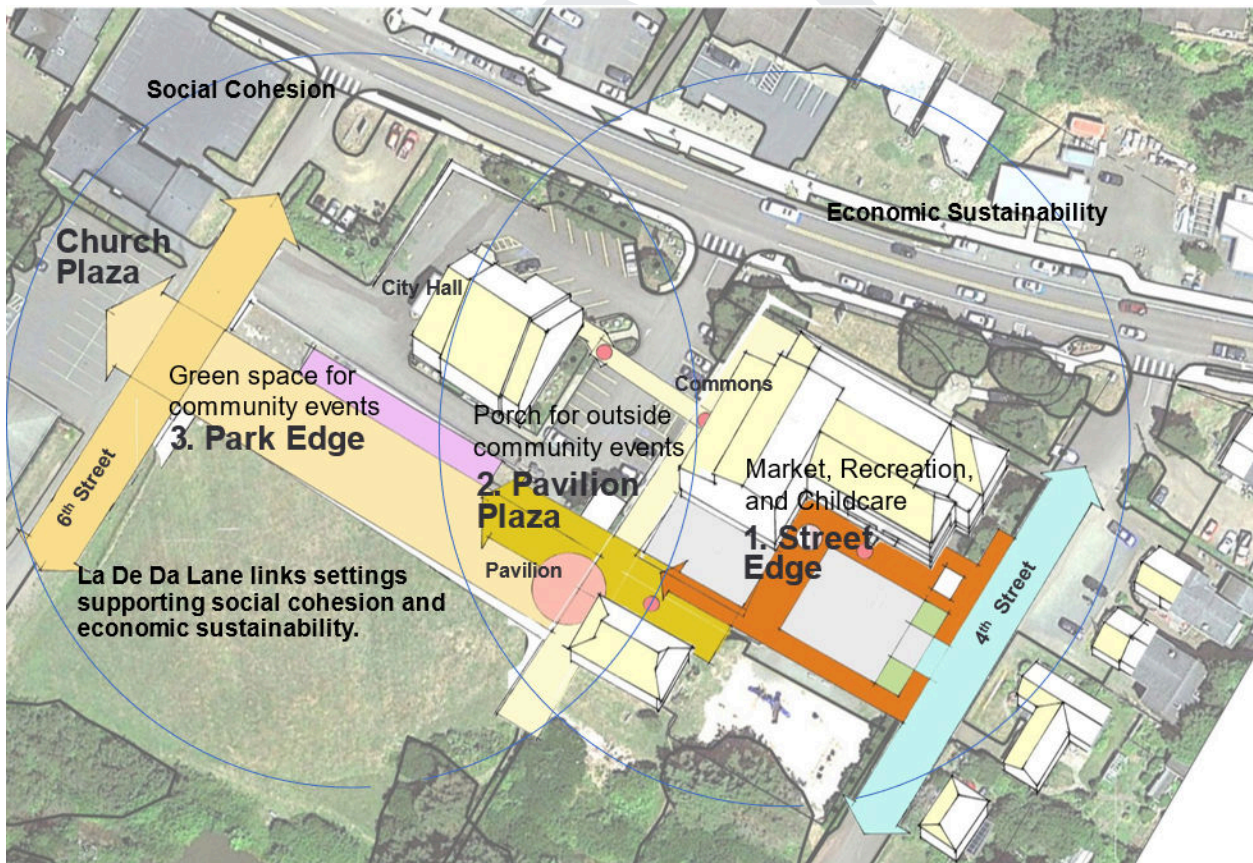 Social Cohesion
Economic Sustainability
Church
Plaza
City Hall
Commons
Green space for
community events
3. Park Edge
Porch for outside
community events
2. Pavilion
Plaza
Market, Recreation,
and Childcare
1. Street
Edge
6th Street
Pavilion
4th Street
La De Da Lane links settings
supporting social cohesion and
economic sustainability.